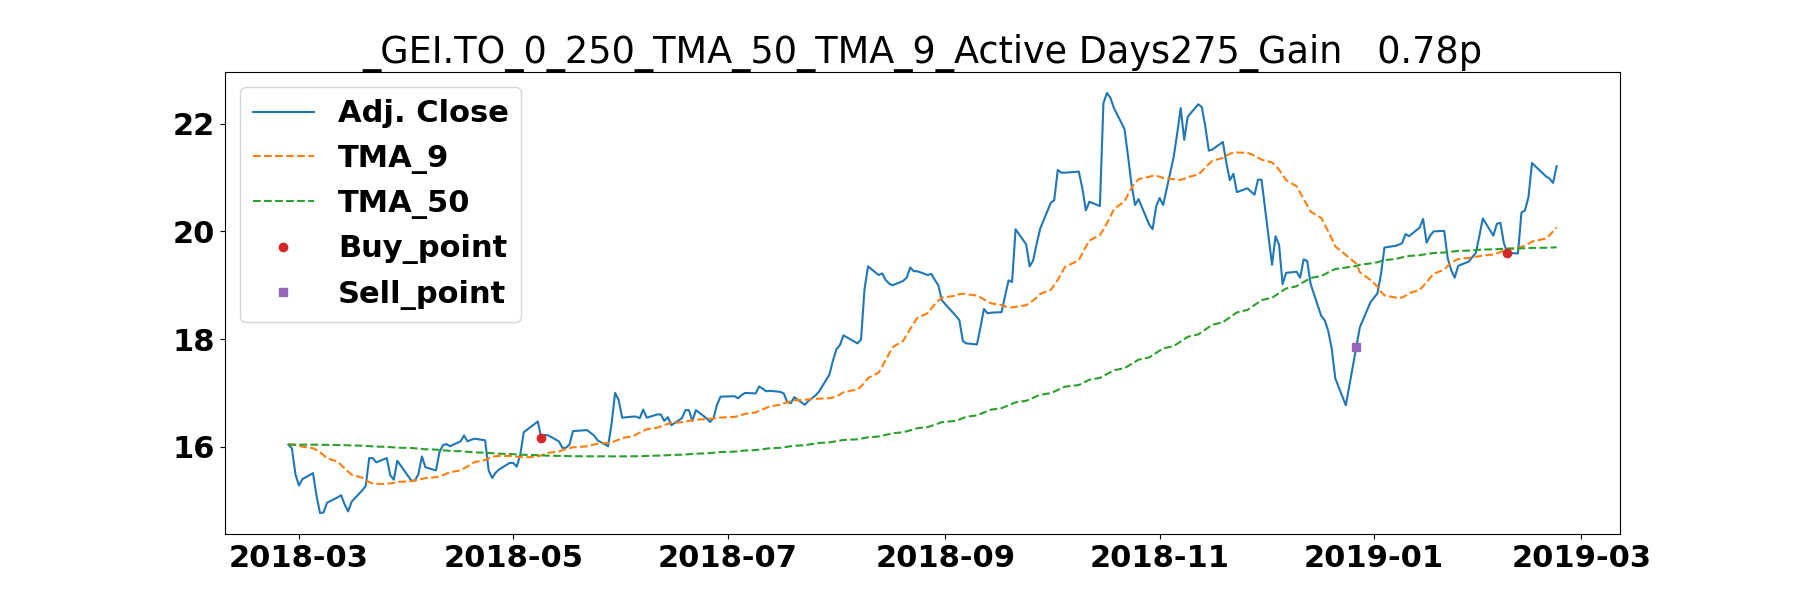 _GEI.TO_0_250_TMA_50_TMA_9_Active Days275_Gain   0.78p
Adj. Close
TMA_9
TMA_50
Buy_point
Sell_point
22
20
18
16
2018-03 2018-05 2018-07 2018-09 2018-11 2019-01 2019-03